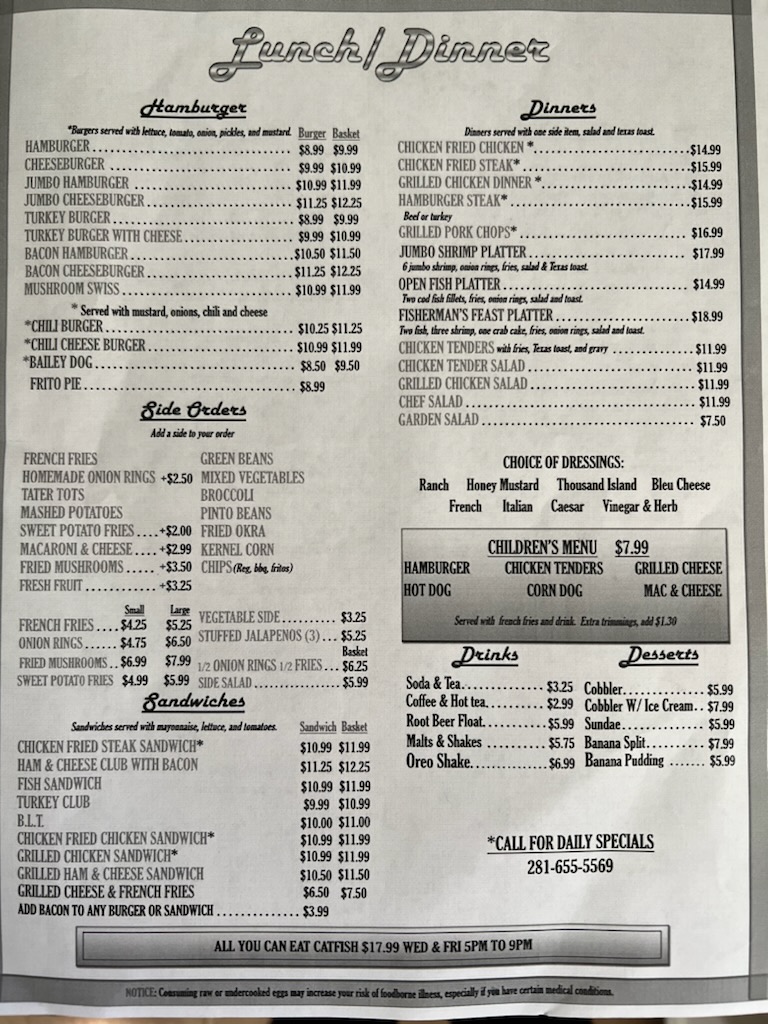 Lunch/Dinner
Hamburger
*Burgers served with lettuce, tomato, onion, pickles, and mustard. Burger Basket
HAMBURGER $8.99 $9.99
CHEESEBURGER $9.99 $10.99
JUMBO HAMBURGER $10.99 $11.99
JUMBO CHEESEBURGER $11.25 $12.25
TURKEY BURGER $8.99 $9.99
TURKEY BURGER WITH CHEESE $9.99 $10.99
BACON HAMBURGER $10.50 $11.50
BACON CHEESEBURGER $11.25 $12.25
MUSHROOM SWISS $10.99 $11.99
* Served with mustard, onions, chili and cheese
*CHILI BURGER $10.25 $11.25
*CHILI CHEESE BURGER $10.99 $11.99
*BAILEY DOG $8.50 $9.50
FRITO PIE $8.99
Side Orders
Add a side to your order
FRENCH FRIES
HOMEMADE ONION RINGS +$2.50
TATER TOTS
MASHED POTATOES
SWEET POTATO FRIES +$2.00
MACARONI & CHEESE +$2.99
FRIED MUSHROOMS +$3.50
FRESH FRUIT +$3.25
GREEN BEANS
MIXED VEGETABLES
BROCCOLI
PINTO BEANS
FRIED OKRA
KERNEL CORN
CHIPS (Reg, bbq, fritos)
Small Large
FRENCH FRIES $4.25 $5.25
ONION RINGS $4.75 $6.50
FRIED MUSHROOMS $6.99 $7.99
SWEET POTATO FRIES $4.99 $5.99
VEGETABLE SIDE $3.25
STUFFED JALAPENOS (3) $5.25
Basket
1/2 ONION RINGS 1/2 FRIES $6.25
SIDE SALAD $5.99
Sandwiches
Sandwiches served with mayonnaise, lettuce, and tomatoes. Sandwich Basket
CHICKEN FRIED STEAK SANDWICH* $10.99 $11.99
HAM & CHEESE CLUB WITH BACON $11.25 $12.25
FISH SANDWICH $10.99 $11.99
TURKEY CLUB $9.99 $10.99
B.L.T. $10.00 $11.00
CHICKEN FRIED CHICKEN SANDWICH* $10.99 $11.99
GRILLED CHICKEN SANDWICH* $10.99 $11.99
GRILLED HAM & CHEESE SANDWICH $10.50 $11.50
GRILLED CHEESE & FRENCH FRIES $6.50 $7.50
ADD BACON TO ANY BURGER OR SANDWICH $3.99
Dinners
Dinners served with one side item, salad and texas toast.
CHICKEN FRIED CHICKEN * $14.99
CHICKEN FRIED STEAK* $15.99
GRILLED CHICKEN DINNER * $14.99
HAMBURGER STEAK* $15.99
Beef or turkey
GRILLED PORK CHOPS* $16.99
JUMBO SHRIMP PLATTER $17.99
6 jumbo shrimp, onion rings, fries, salad & Texas toast.
OPEN FISH PLATTER $14.99
Two cod fish fillets, fries, onion rings, salad and toast.
FISHERMAN'S FEAST PLATTER $18.99
Two fish, three shrimp, one crab cake, fries, onion rings, salad and toast.
CHICKEN TENDERS with fries, Texas toast, and gravy $11.99
CHICKEN TENDER SALAD $11.99
GRILLED CHICKEN SALAD $11.99
CHEF SALAD $11.99
GARDEN SALAD $7.50
CHOICE OF DRESSINGS:
Ranch Honey Mustard Thousand Island Bleu Cheese
French Italian Caesar Vinegar & Herb
CHILDREN'S MENU $7.99
HAMBURGER CHICKEN TENDERS GRILLED CHEESE
HOT DOG CORN DOG MAC & CHEESE
Served with french fries and drink. Extra trimmings, add $1.30
Drinks
Soda & Tea $3.25
Coffee & Hot tea $2.99
Root Beer Float $5.99
Malts & Shakes $5.75
Oreo Shake $6.99
Desserts
Cobbler $5.99
Cobbler W/ Ice Cream $7.99
Sundae $5.99
Banana Split $7.99
Banana Pudding $5.99
*CALL FOR DAILY SPECIALS
281-655-5569
ALL YOU CAN EAT CATFISH $17.99 WED & FRI 5PM TO 9PM
NOTICE: Consuming raw or undercooked eggs may increase your risk of foodborne illness, especially if you have certain medical conditions.